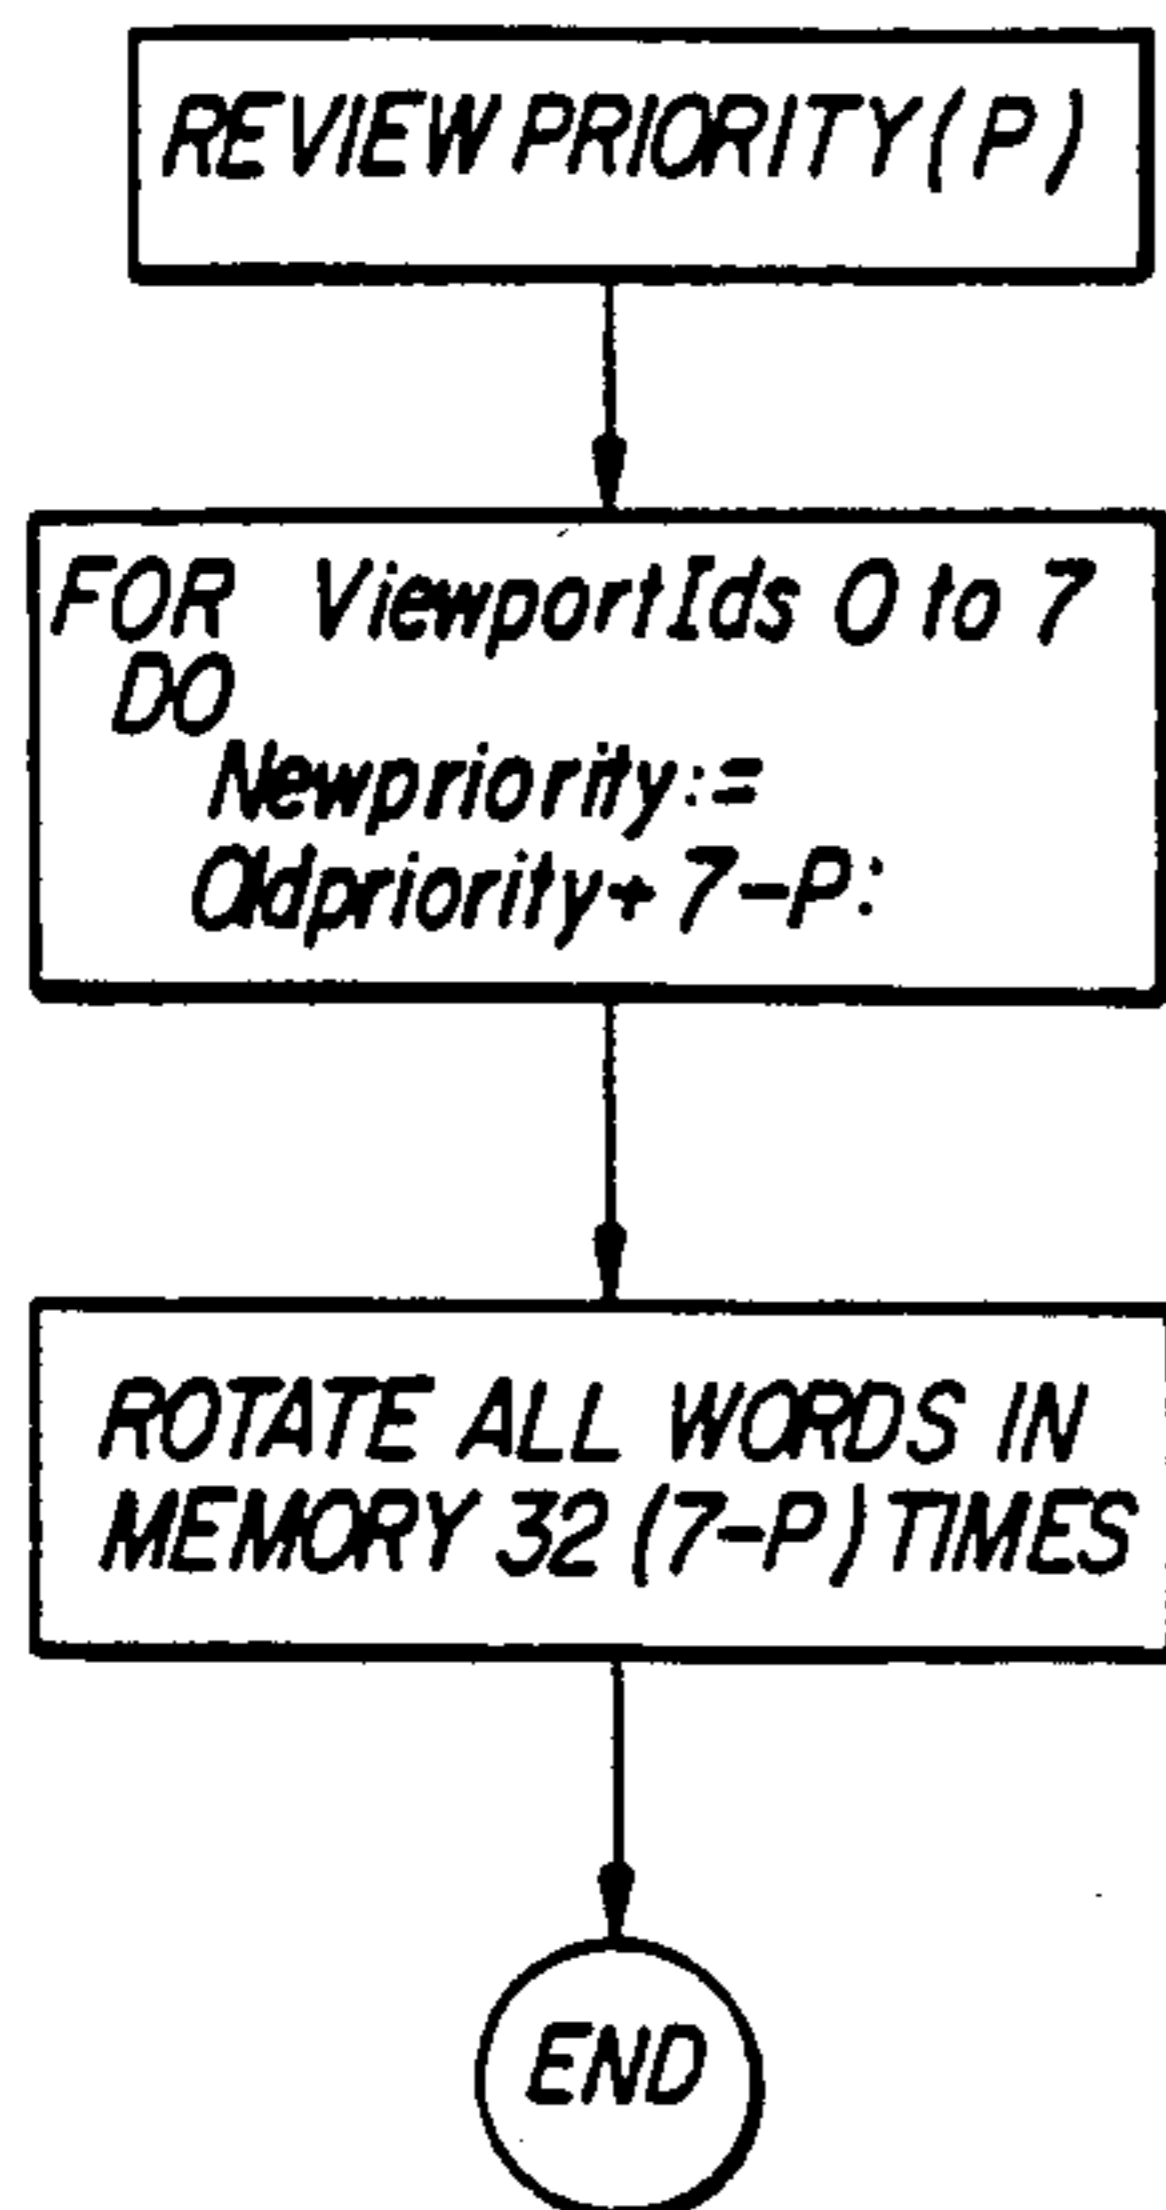 REVIEW PRIORITY (P)
FOR ViewportIds 0 to 7
DO
Newpriority:=
Oldpriority+ 7-P:
ROTATE ALL WORDS IN
MEMORY 32 (7-P) TIMES
END